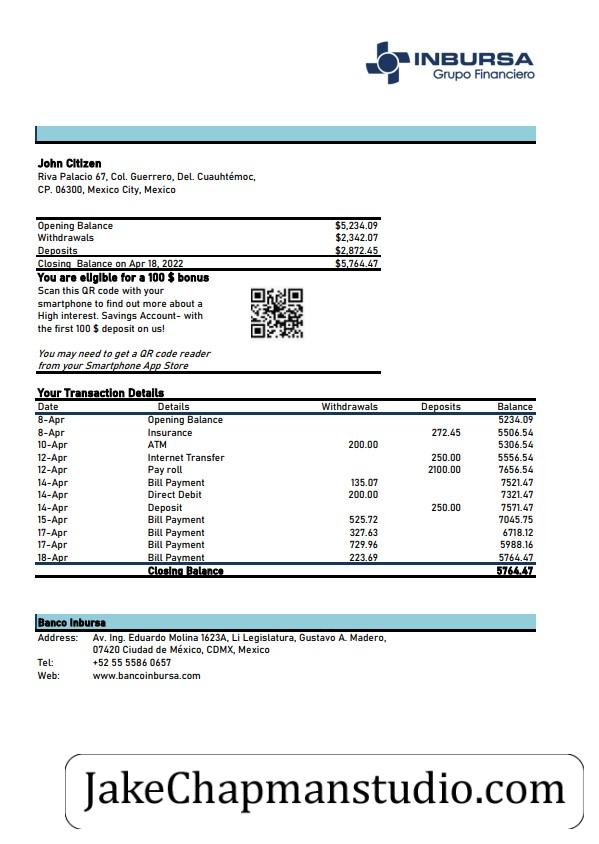 INBURSA
Grupo Financiero
John Citizen
Riva Palacio 67, Col. Guerrero, Del. Cuauhtémoc,
CP. 06300, Mexico City, Mexico
Opening Balance $5,234.09
Withdrawals $2,342.07
Deposits $2,872.45
Closing Balance on Apr 18, 2022 $5,764.47
You are eligible for a 100 $ bonus
Scan this QR code with your
smartphone to find out more about a
High interest. Savings Account- with
the first 100 $ deposit on us!
You may need to get a QR code reader
from your Smartphone App Store
Your Transaction Details
Date Details Withdrawals Deposits Balance
8-Apr Opening Balance 5234.09
8-Apr Insurance 272.45 5506.54
10-Apr ATM 200.00 5306.54
12-Apr Internet Transfer 250.00 5556.54
12-Apr Pay roll 2100.00 7656.54
14-Apr Bill Payment 135.07 7521.47
14-Apr Direct Debit 200.00 7321.47
14-Apr Deposit 250.00 7571.47
15-Apr Bill Payment 525.72 7045.75
17-Apr Bill Payment 327.63 6718.12
17-Apr Bill Payment 729.96 5988.16
18-Apr Bill Payment 223.69 5764.47
Closing Balance 5764.47
Banco Inbursa
Address: Av. Ing. Eduardo Molina 1623A, Li Legislatura, Gustavo A. Madero,
07420 Ciudad de México, CDMX, Mexico
Tel: +52 55 5586 0657
Web: www.bancoinbursa.com
JakeChapmanstudio.com